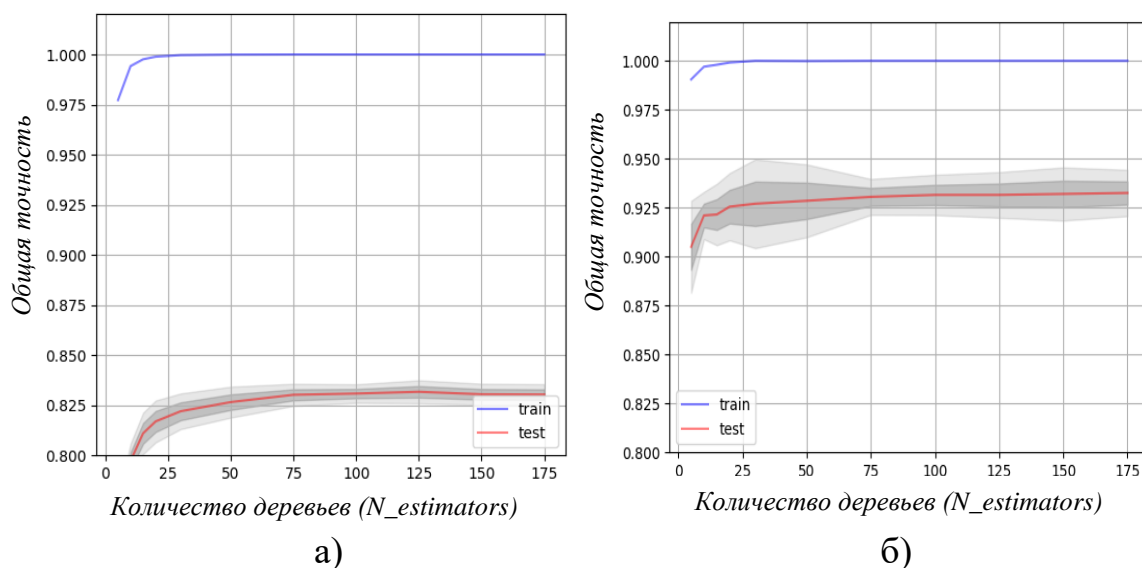 1.000
0.975
0.950
0.925
0.900
0.875
0.850
0.825
0.800
Общая точность
train
test
0 25 50 75 100 125 150 175
Количество деревьев (N_estimators)
а)
1.000
0.975
0.950
0.925
0.900
0.875
0.850
0.825
0.800
Общая точность
train
test
0 25 50 75 100 125 150 175
Количество деревьев (N_estimators)
б)